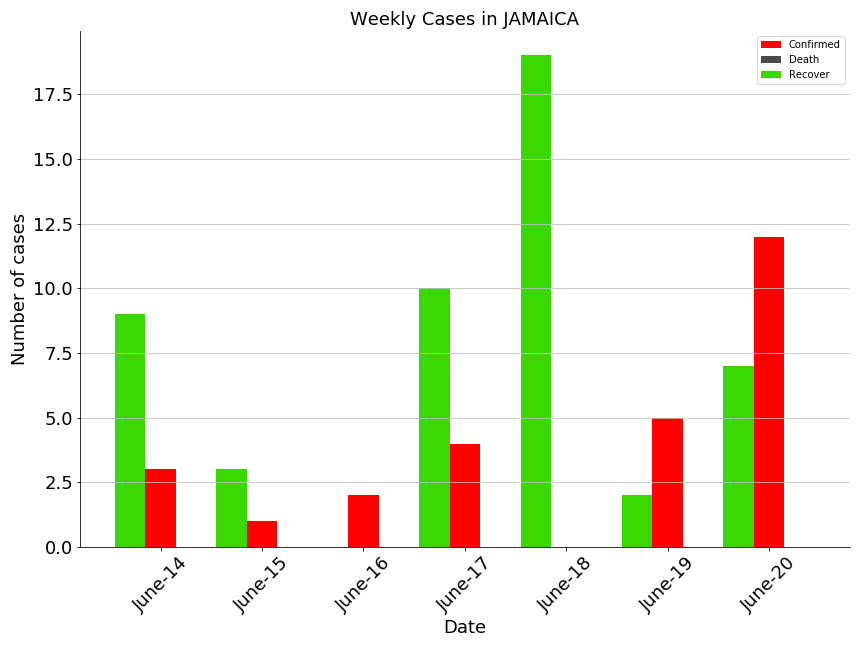 Weekly Cases in JAMAICA
Confirmed
Death
Recover
Number of cases
17.5
15.0
12.5
10.0
7.5
5.0
2.5
0.0
June-14
June-15
June-16
June-17
June-18
June-19
June-20
Date